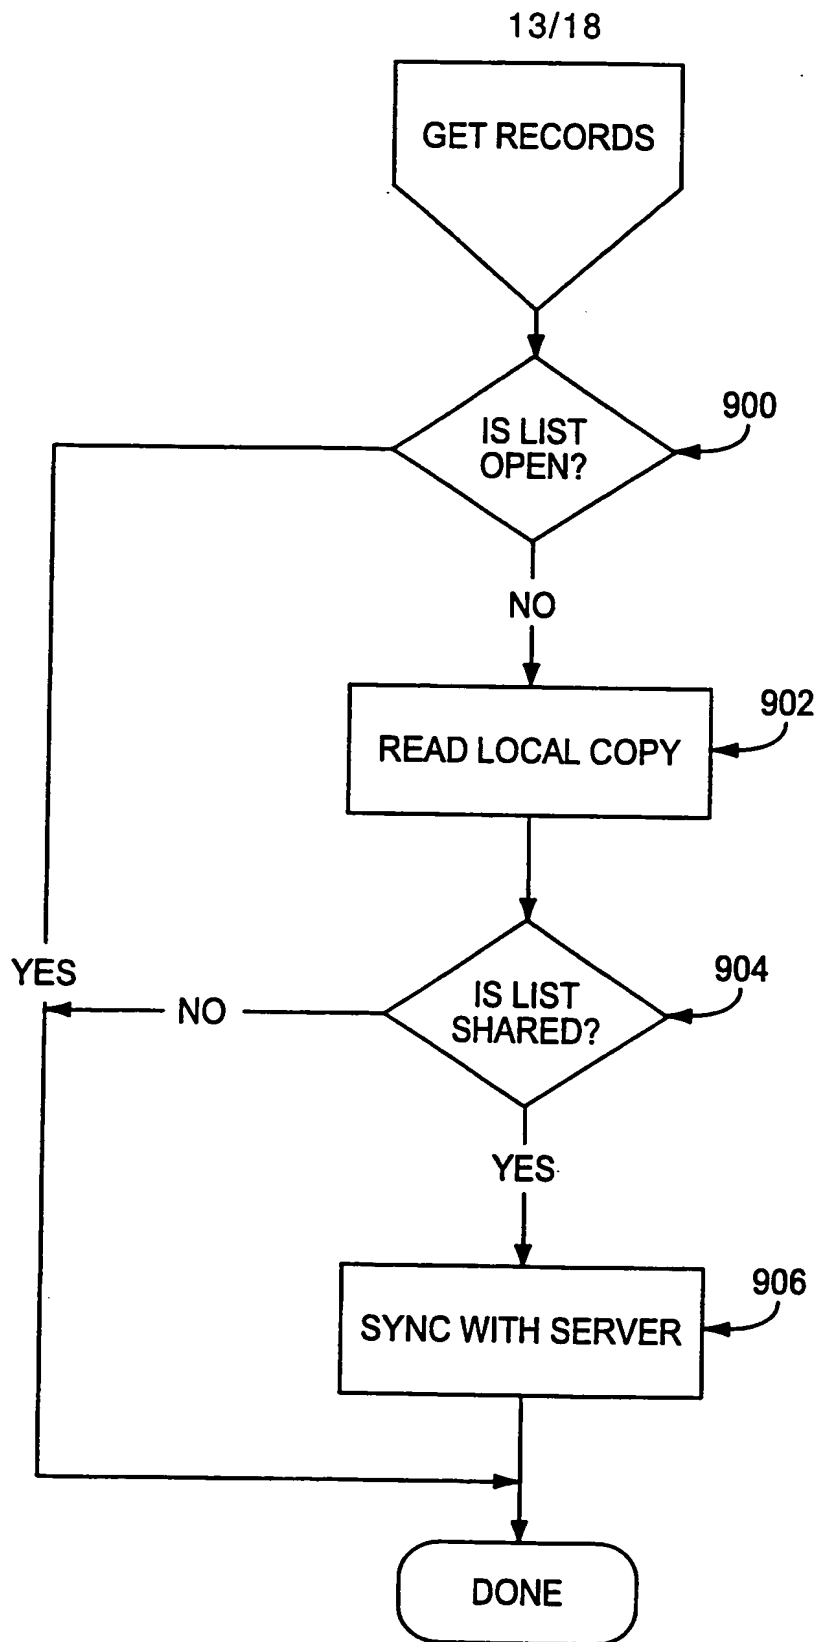 13/18
GET RECORDS
900
IS LIST
OPEN?
NO
902
READ LOCAL COPY
YES
904
IS LIST
SHARED?
NO
YES
906
SYNC WITH SERVER
DONE